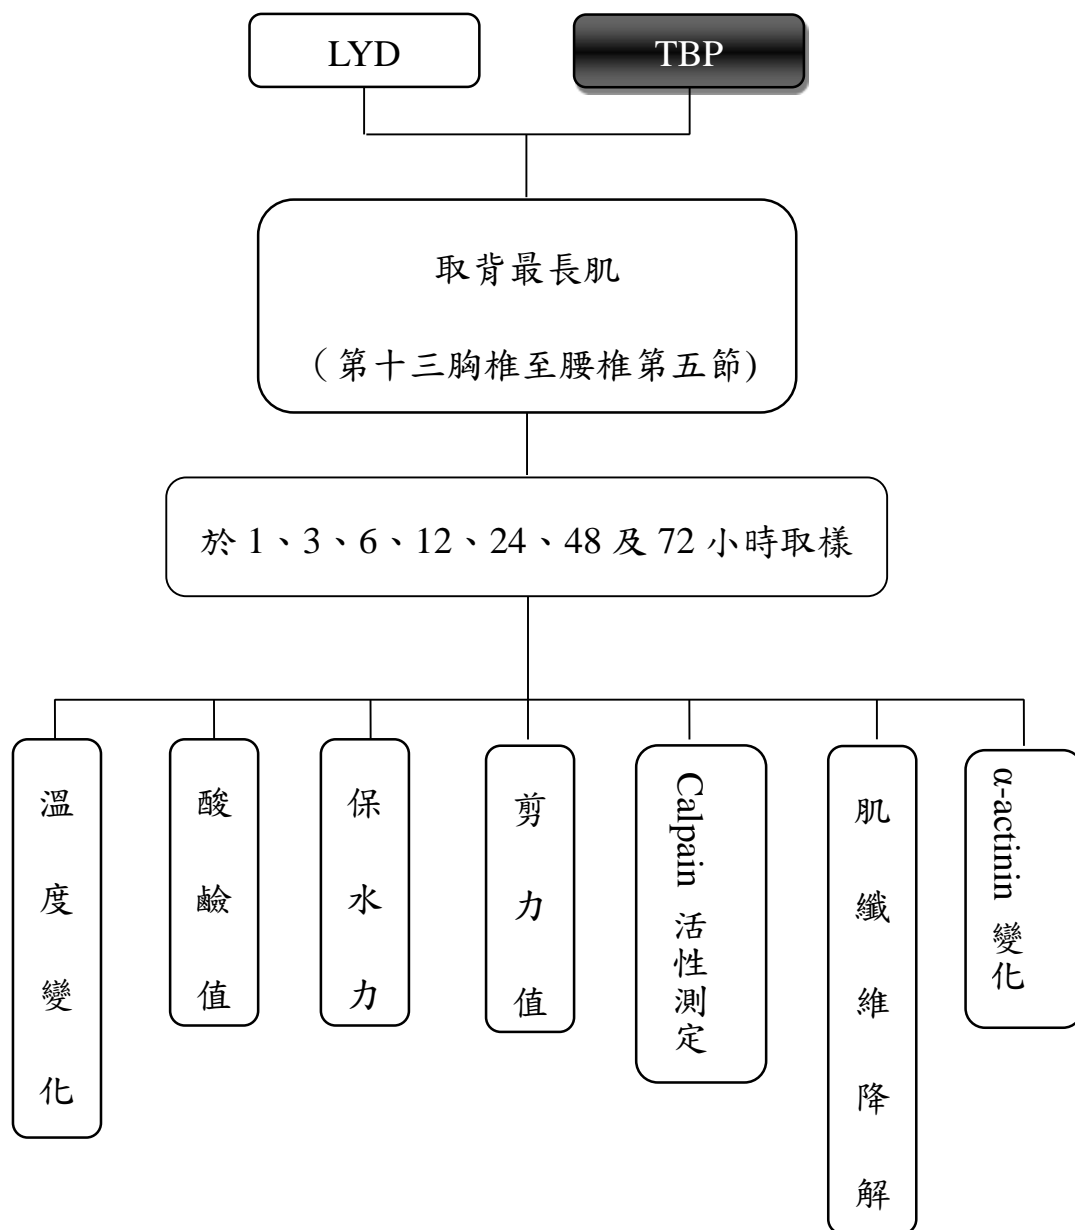 LYD
TBP
取背最長肌
（第十三胸椎至腰椎第五節)
於 1、3、6、12、24、48 及 72 小時取樣
溫度變化
酸鹼值
保水力
剪力值
Calpain 活性測定
肌纖維降解
α-actinin 變化